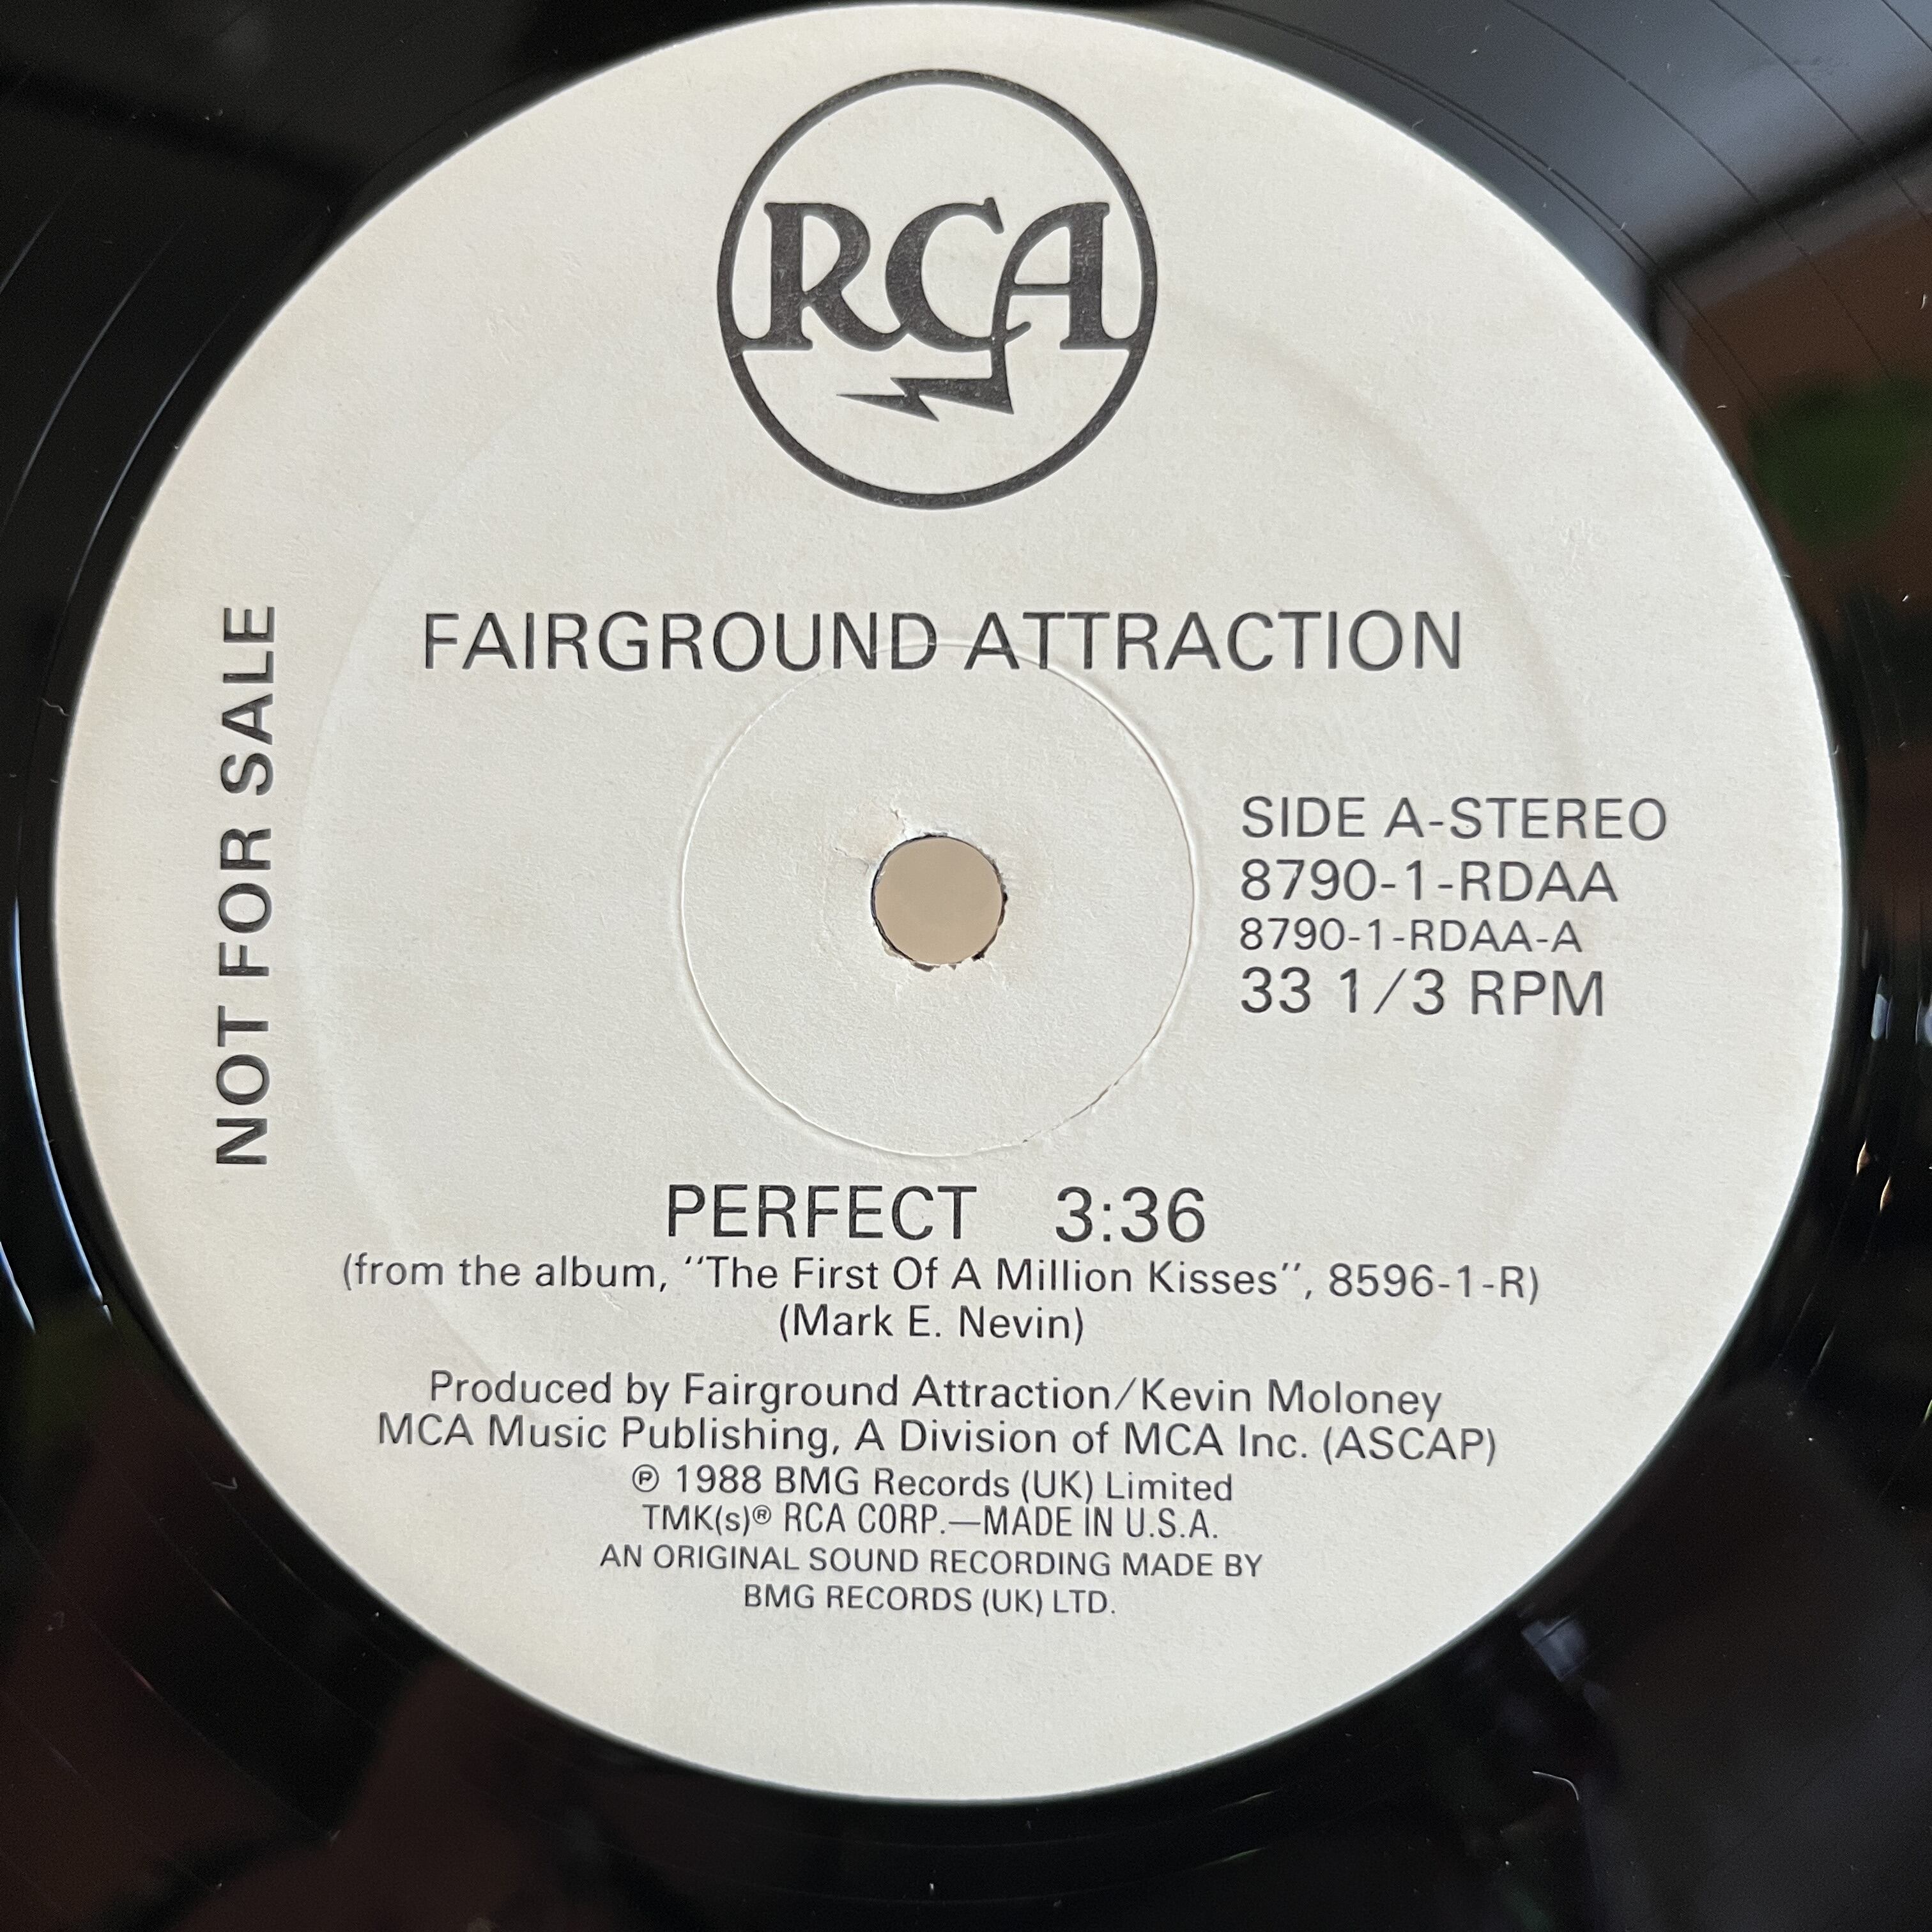 RCA
FAIRGROUND ATTRACTION
NOT FOR SALE
SIDE A-STEREO
8790-1-RDAA
8790-1-RDAA-A
33 1/3 RPM
PERFECT 3:36
(from the album, "The First Of A Million Kisses", 8596-1-R)
(Mark E. Nevin)
Produced by Fairground Attraction/Kevin Moloney
MCA Music Publishing, A Division of MCA Inc. (ASCAP)
℗ 1988 BMG Records (UK) Limited
TMK(s)® RCA CORP.—MADE IN U.S.A.
AN ORIGINAL SOUND RECORDING MADE BY
BMG RECORDS (UK) LTD.